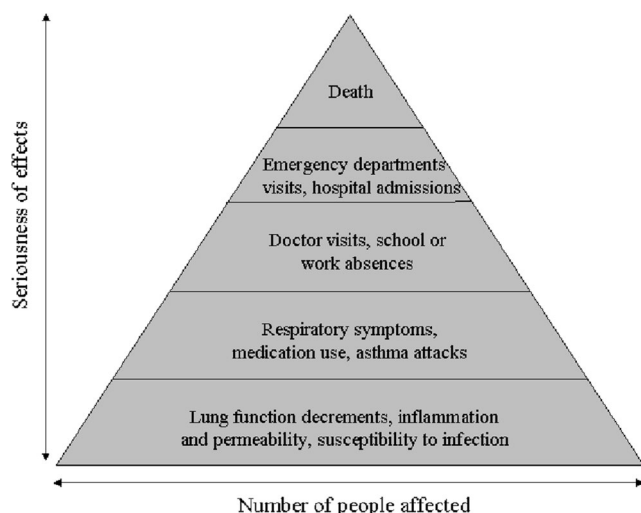 Seriousness of effects
Death
Emergency departments
visits, hospital admissions
Doctor visits, school or
work absences
Respiratory symptoms,
medication use, asthma attacks
Lung function decrements, inflammation
and permeability, susceptibility to infection
Number of people affected